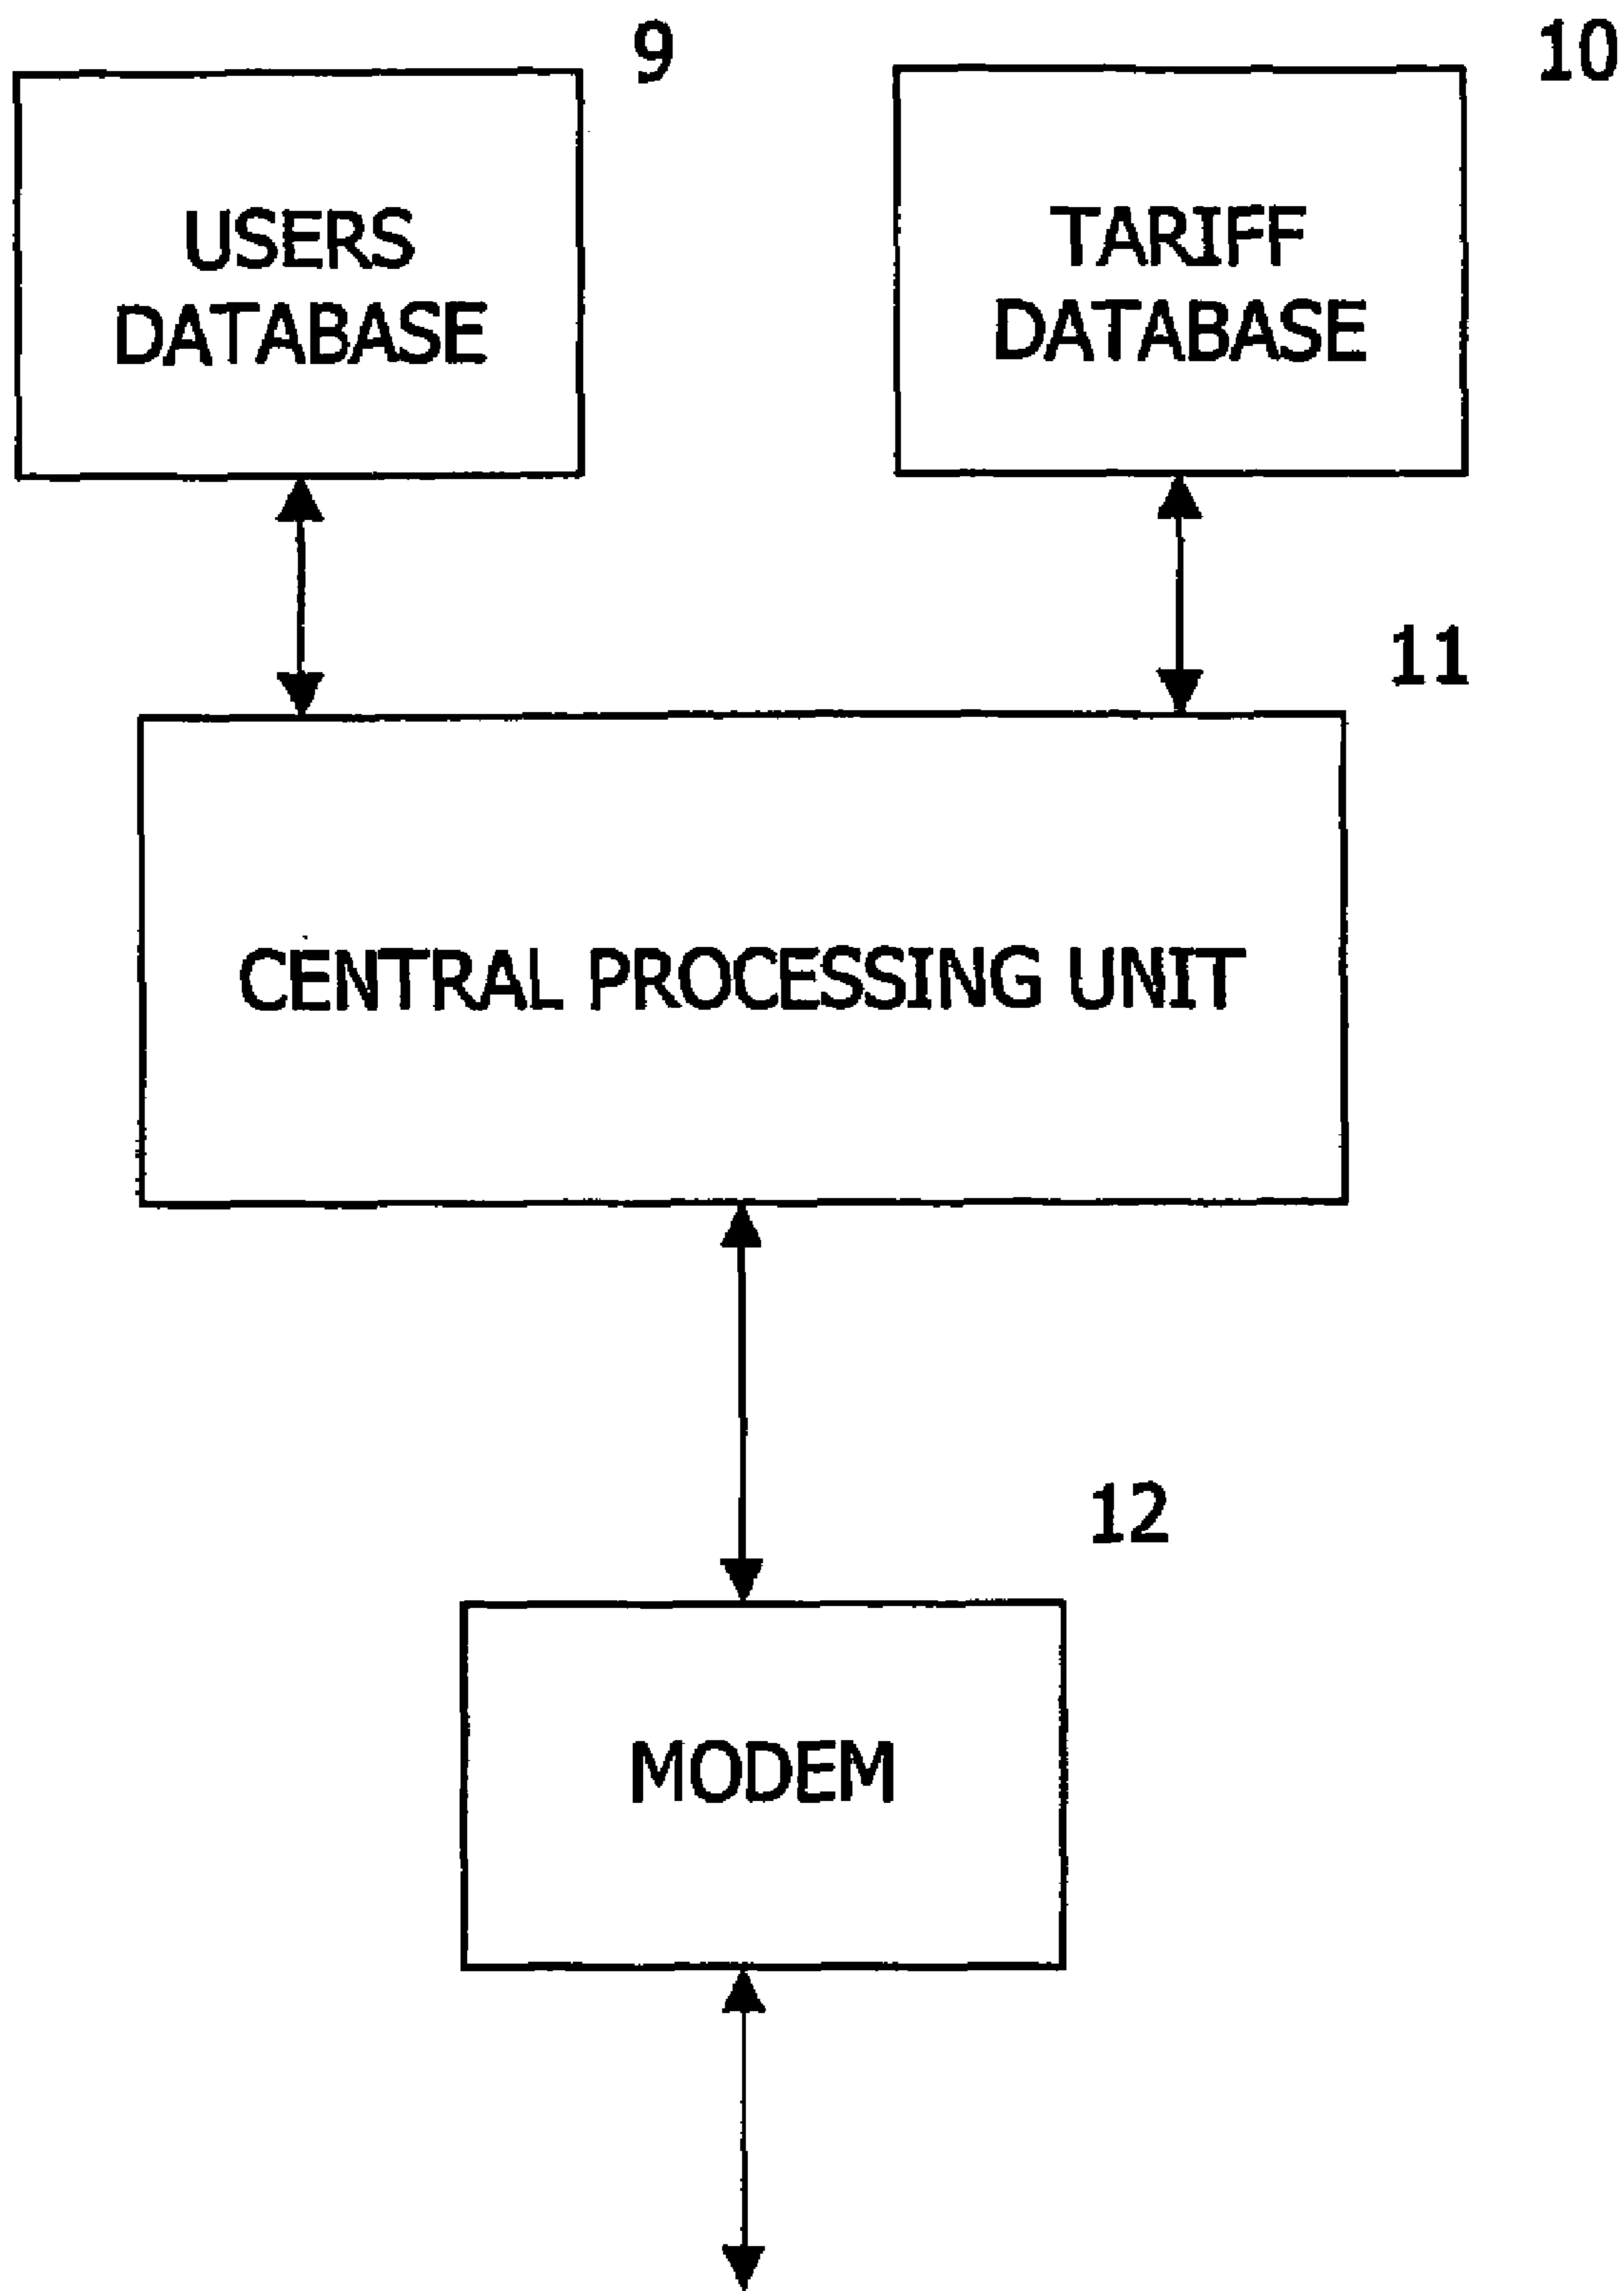 9
10
USERS
DATABASE
TARIFF
DATABASE
11
CENTRAL PROCESSING UNIT
12
MODEM